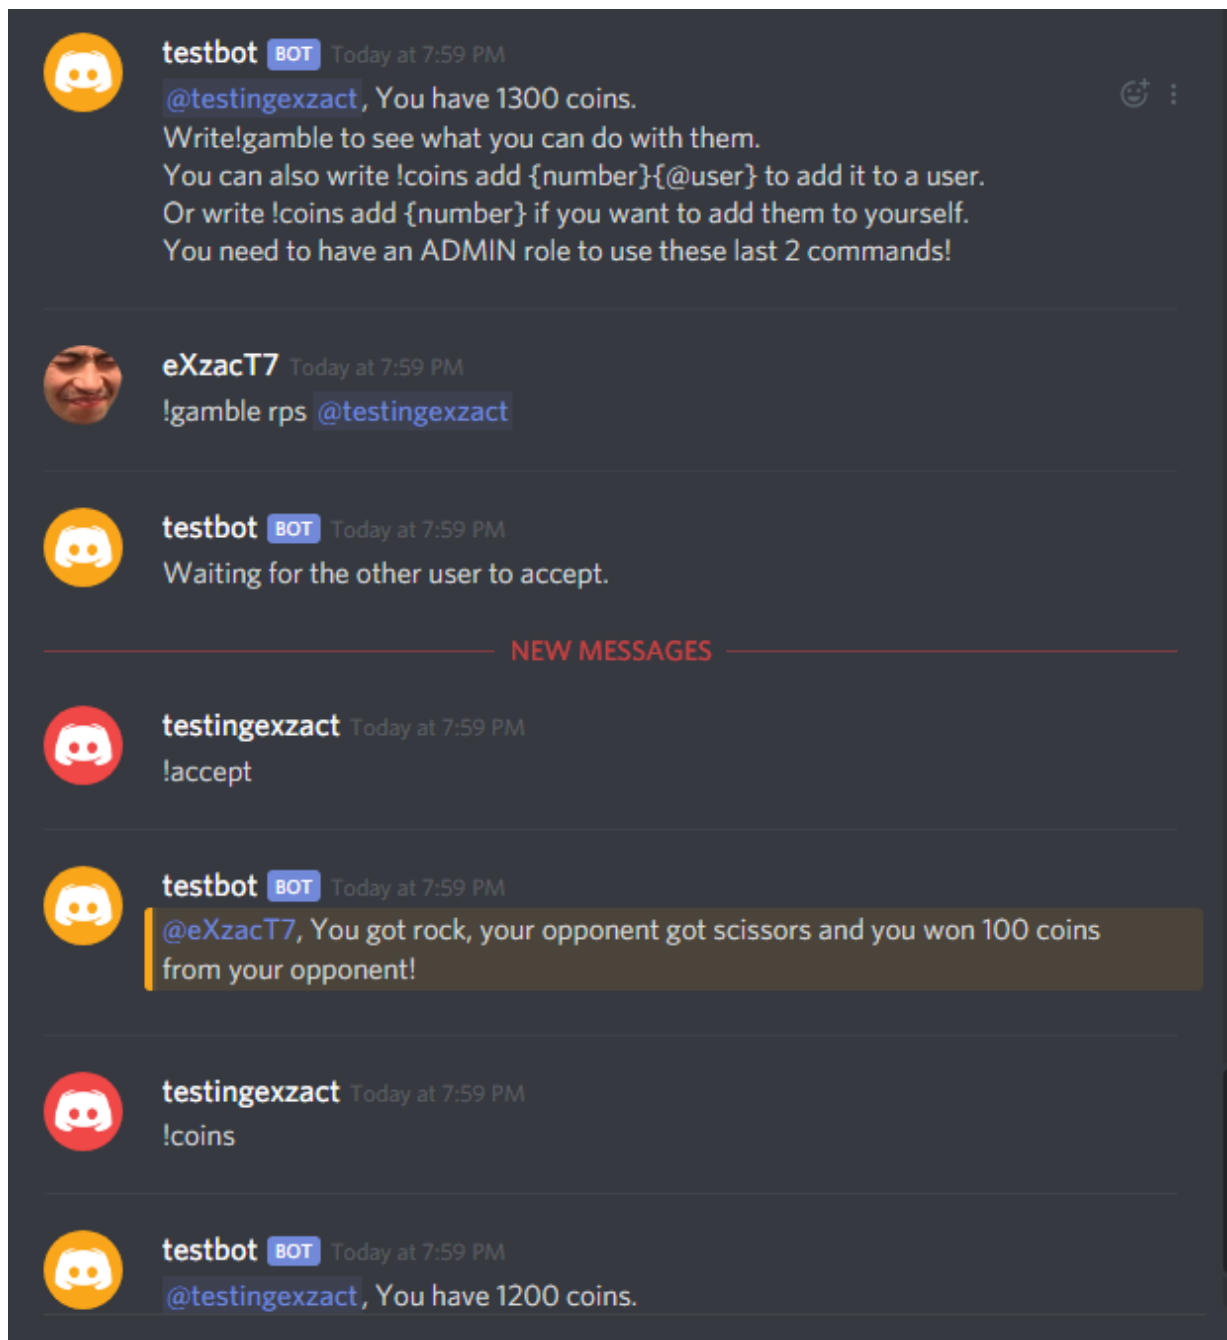 testbot BOT Today at 7:59 PM
@testingexzact, You have 1300 coins.
Write!gamble to see what you can do with them.
You can also write !coins add {number}{@user} to add it to a user.
Or write !coins add {number} if you want to add them to yourself.
You need to have an ADMIN role to use these last 2 commands!
eXzacT7 Today at 7:59 PM
!gamble rps @testingexzact
testbot BOT Today at 7:59 PM
Waiting for the other user to accept.
NEW MESSAGES
testingexzact Today at 7:59 PM
!accept
testbot BOT Today at 7:59 PM
@eXzacT7, You got rock, your opponent got scissors and you won 100 coins
from your opponent!
testingexzact Today at 7:59 PM
!coins
testbot BOT Today at 7:59 PM
@testingexzact, You have 1200 coins.